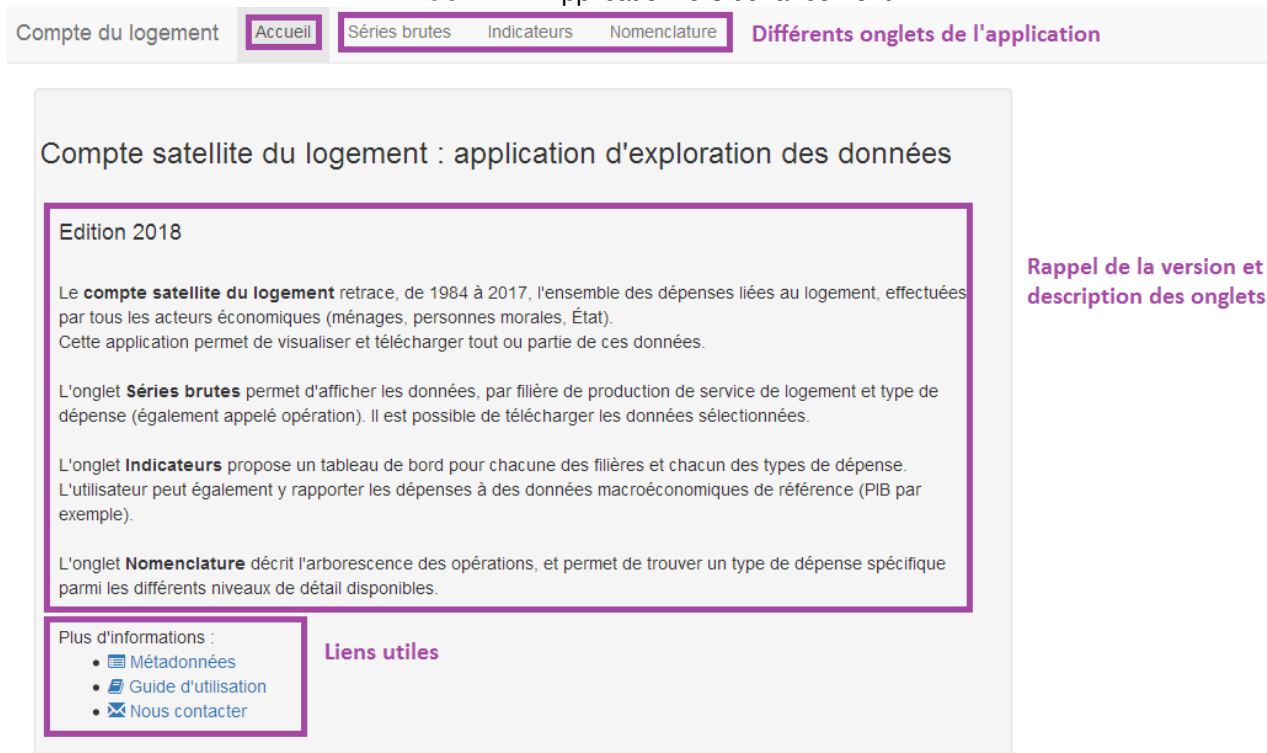 Compte du logement Accueil Séries brutes Indicateurs Nomenclature Différents onglets de l'application
Compte satellite du logement : application d'exploration des données
Edition 2018
Le compte satellite du logement retrace, de 1984 à 2017, l'ensemble des dépenses liées au logement, effectuées
par tous les acteurs économiques (ménages, personnes morales, État).
Cette application permet de visualiser et télécharger tout ou partie de ces données.
Rappel de la version et
description des onglets
L'onglet Séries brutes permet d'afficher les données, par filière de production de service de logement et type de
dépense (également appelé opération). Il est possible de télécharger les données sélectionnées.
L'onglet Indicateurs propose un tableau de bord pour chacune des filières et chacun des types de dépense.
L'utilisateur peut également y rapporter les dépenses à des données macroéconomiques de référence (PIB par
exemple).
L'onglet Nomenclature décrit l'arborescence des opérations, et permet de trouver un type de dépense spécifique
parmi les différents niveaux de détail disponibles.
Plus d'informations :
Liens utiles
• Métadonnées
• Guide d'utilisation
• Nous contacter